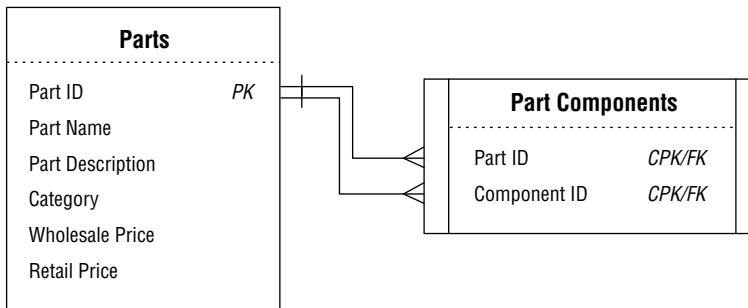 Parts
Part ID PK
Part Name
Part Description
Category
Wholesale Price
Retail Price
Part Components
Part ID CPK/FK
Component ID CPK/FK